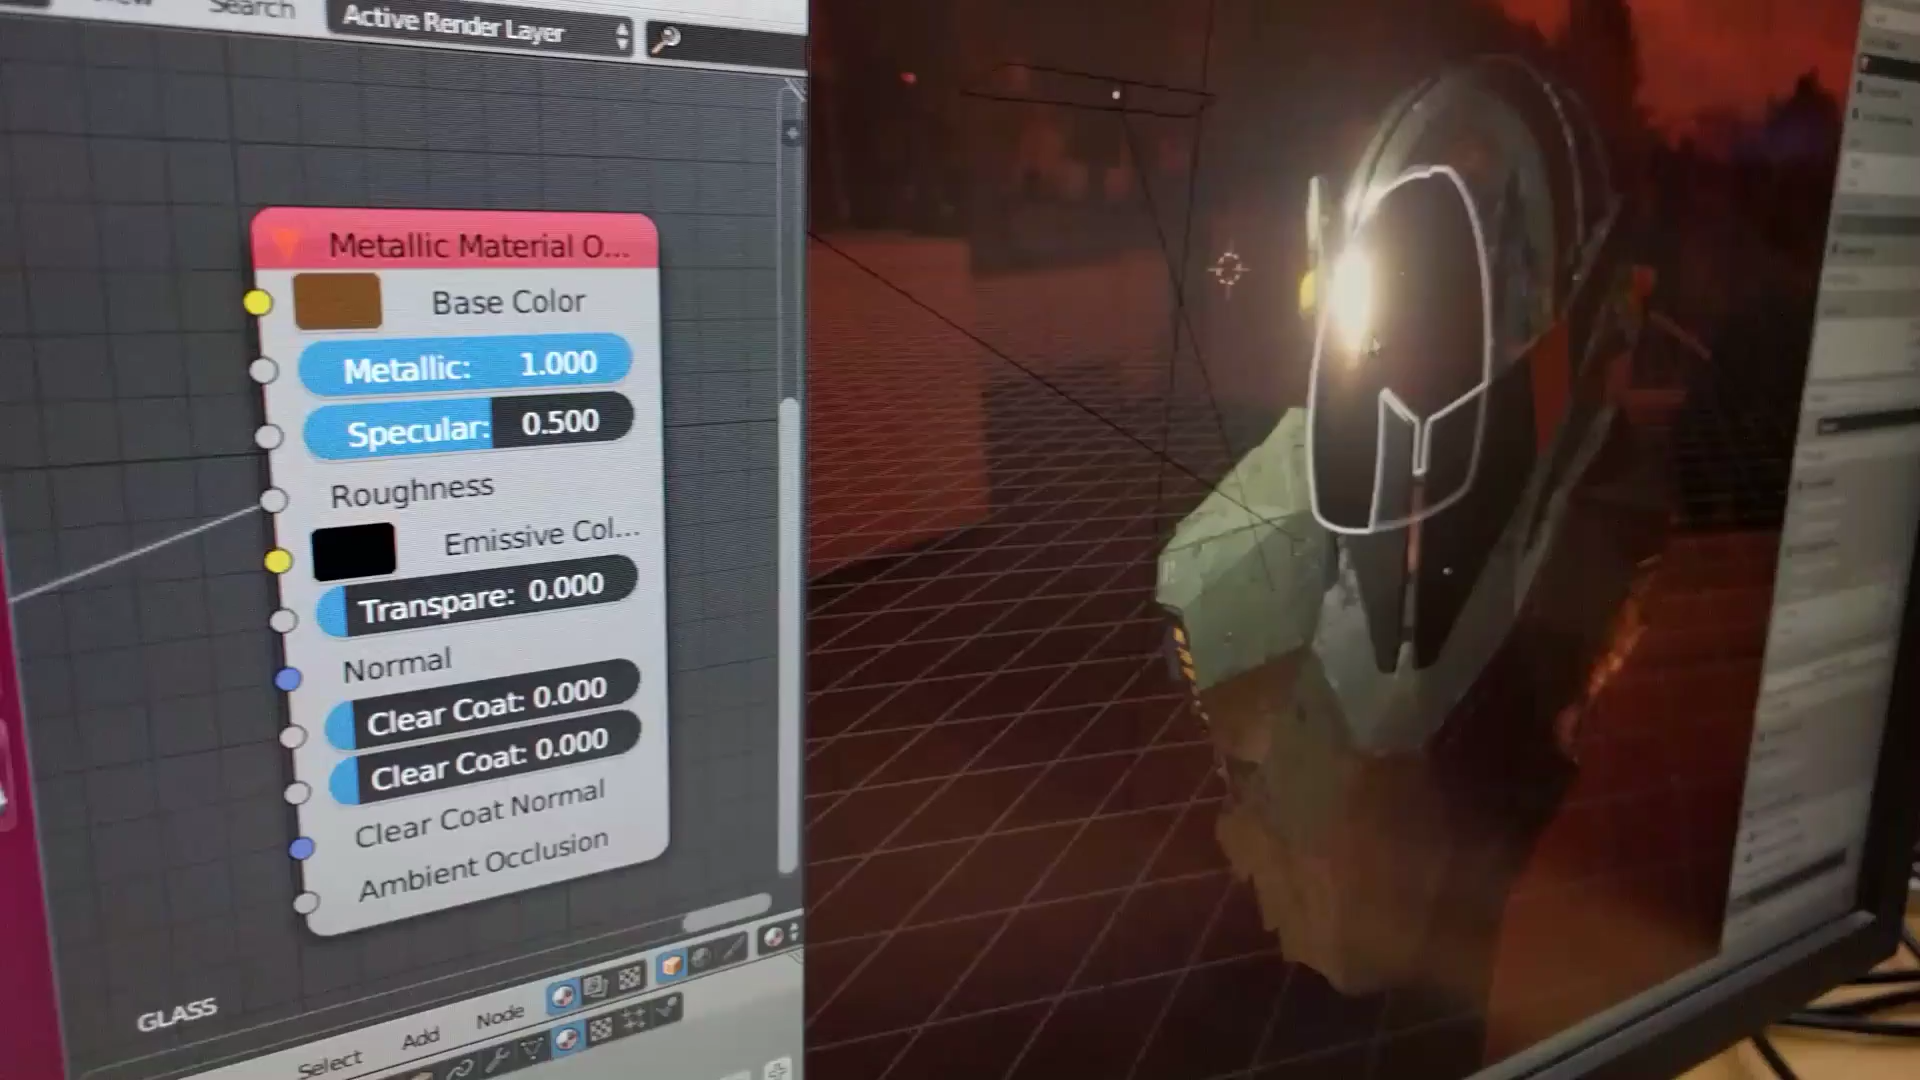 Search
Active Render Layer
Metallic Material O...
Base Color
Metallic: 1.000
Specular: 0.500
Roughness
Emissive Col...
Transpare: 0.000
Normal
Clear Coat: 0.000
Clear Coat: 0.000
Clear Coat Normal
Ambient Occlusion
GLASS
Select Add Node